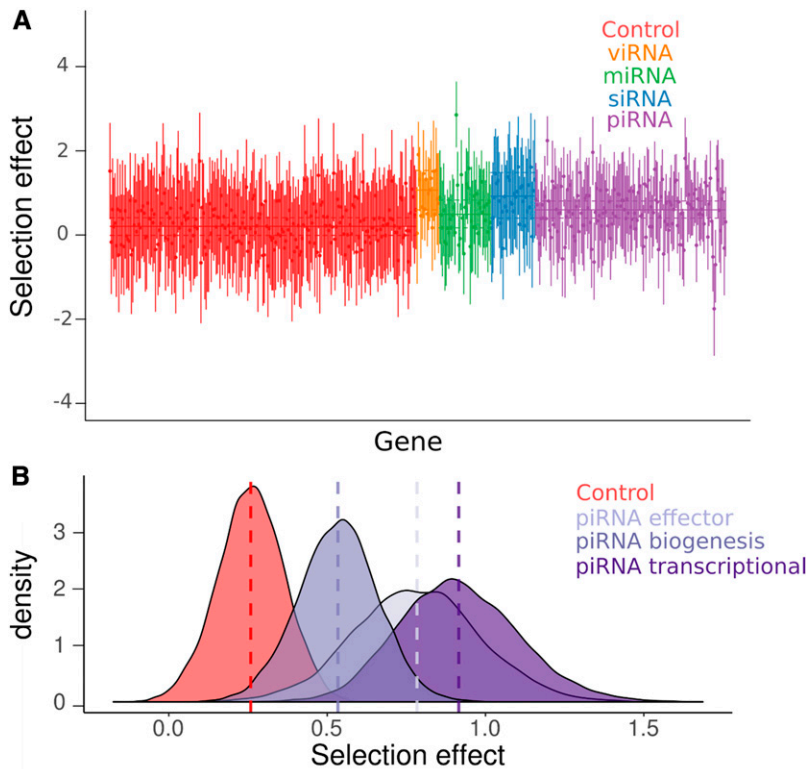 A
Control
viRNA
miRNA
siRNA
piRNA
Selection effect
4
2
0
-2
-4
Gene
B
Control
piRNA effector
piRNA biogenesis
piRNA transcriptional
density
3
2
1
0
0.0 0.5 1.0 1.5
Selection effect